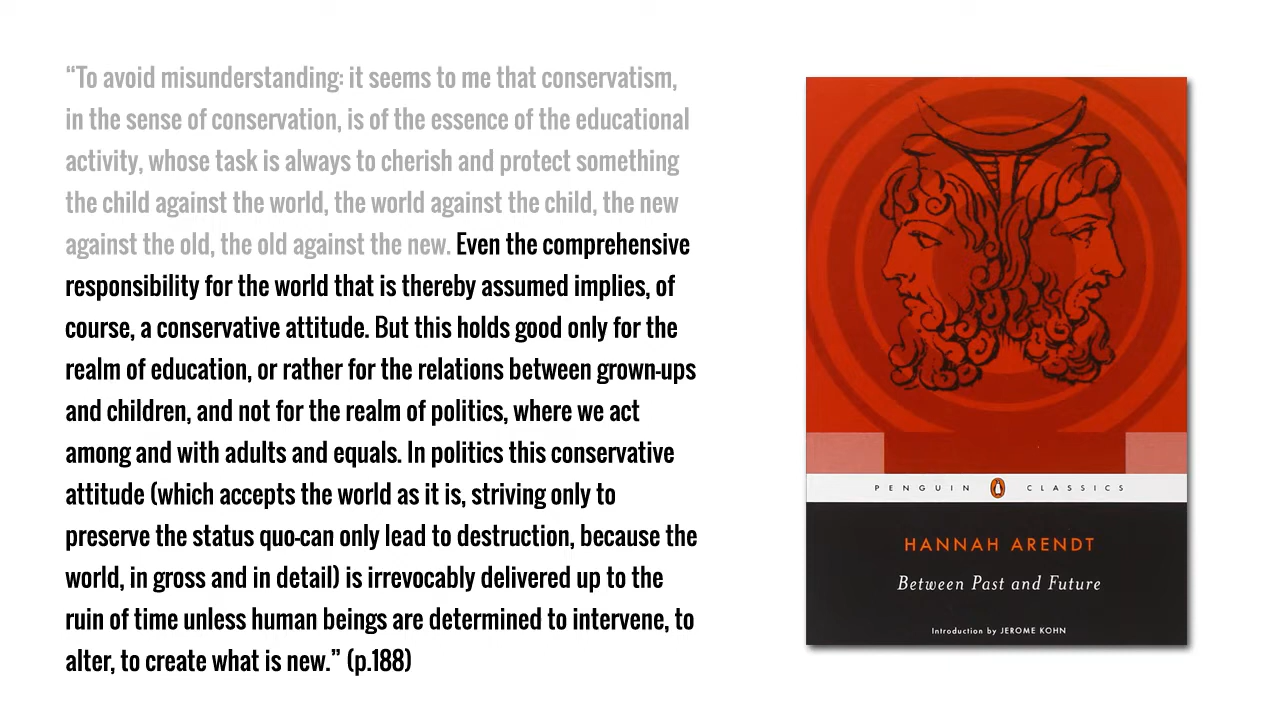 “To avoid misunderstanding: it seems to me that conservatism,
in the sense of conservation, is of the essence of the educational
activity, whose task is always to cherish and protect something
the child against the world, the world against the child, the new
against the old, the old against the new. Even the comprehensive
responsibility for the world that is thereby assumed implies, of
course, a conservative attitude. But this holds good only for the
realm of education, or rather for the relations between grown-ups
and children, and not for the realm of politics, where we act
among and with adults and equals. In politics this conservative
attitude (which accepts the world as it is, striving only to
preserve the status quo-can only lead to destruction, because the
world, in gross and in detail) is irrevocably delivered up to the
ruin of time unless human beings are determined to intervene, to
alter, to create what is new.” (p.188)
PENGUIN CLASSICS
HANNAH ARENDT
Between Past and Future
Introduction by JEROME KOHN